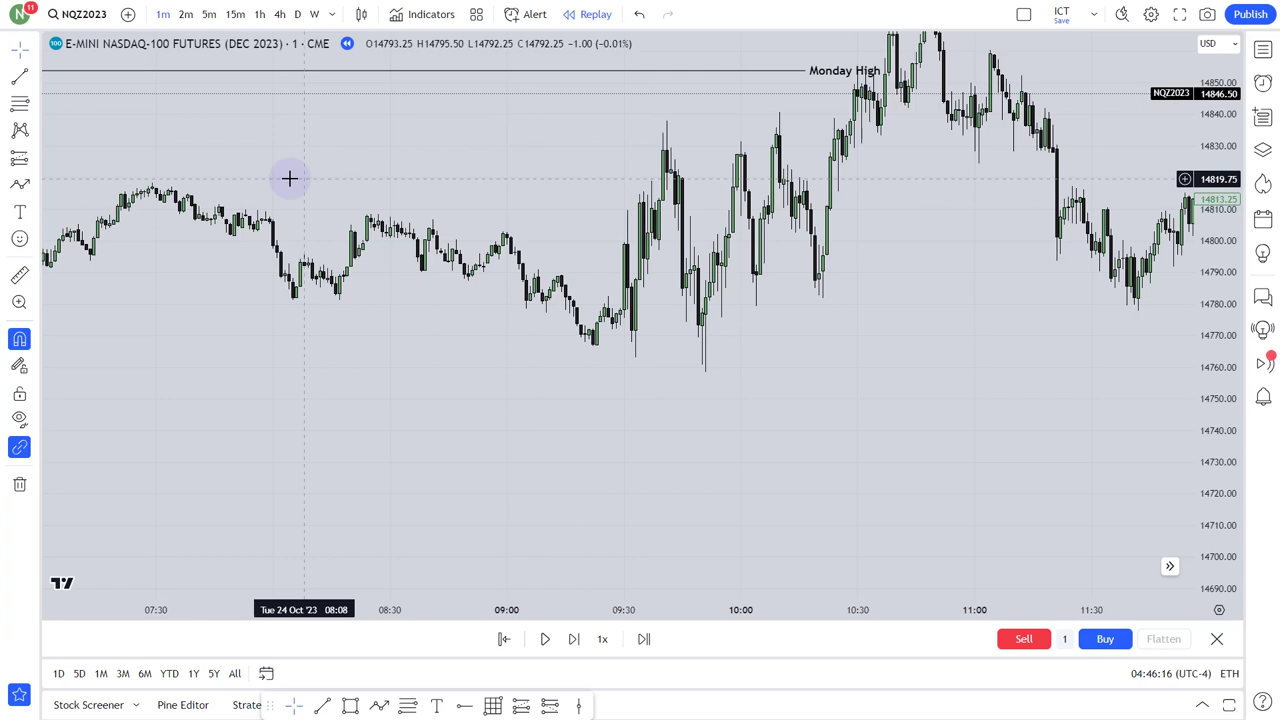 N 11 NQZ2023 1m 2m 5m 15m 1h 4h D W Indicators Alert Replay ICT Save Publish
100 E-MINI NASDAQ-100 FUTURES (DEC 2023) · 1 · CME O14793.25 H14795.50 L14792.25 C14792.25 −1.00 (−0.01%) USD
Monday High
14850.00
NQZ2023 14846.50
14840.00
14830.00
14819.75
14813.25
14810.00
14800.00
14790.00
14780.00
14770.00
14760.00
14750.00
14740.00
14730.00
14720.00
14710.00
14700.00
14690.00
07:30 Tue 24 Oct '23 08:08 08:30 09:00 09:30 10:00 10:30 11:00 11:30
1x Sell 1 Buy Flatten
1D 5D 1M 3M 6M YTD 1Y 5Y All 04:46:16 (UTC-4) ETH
Stock Screener Pine Editor Strate